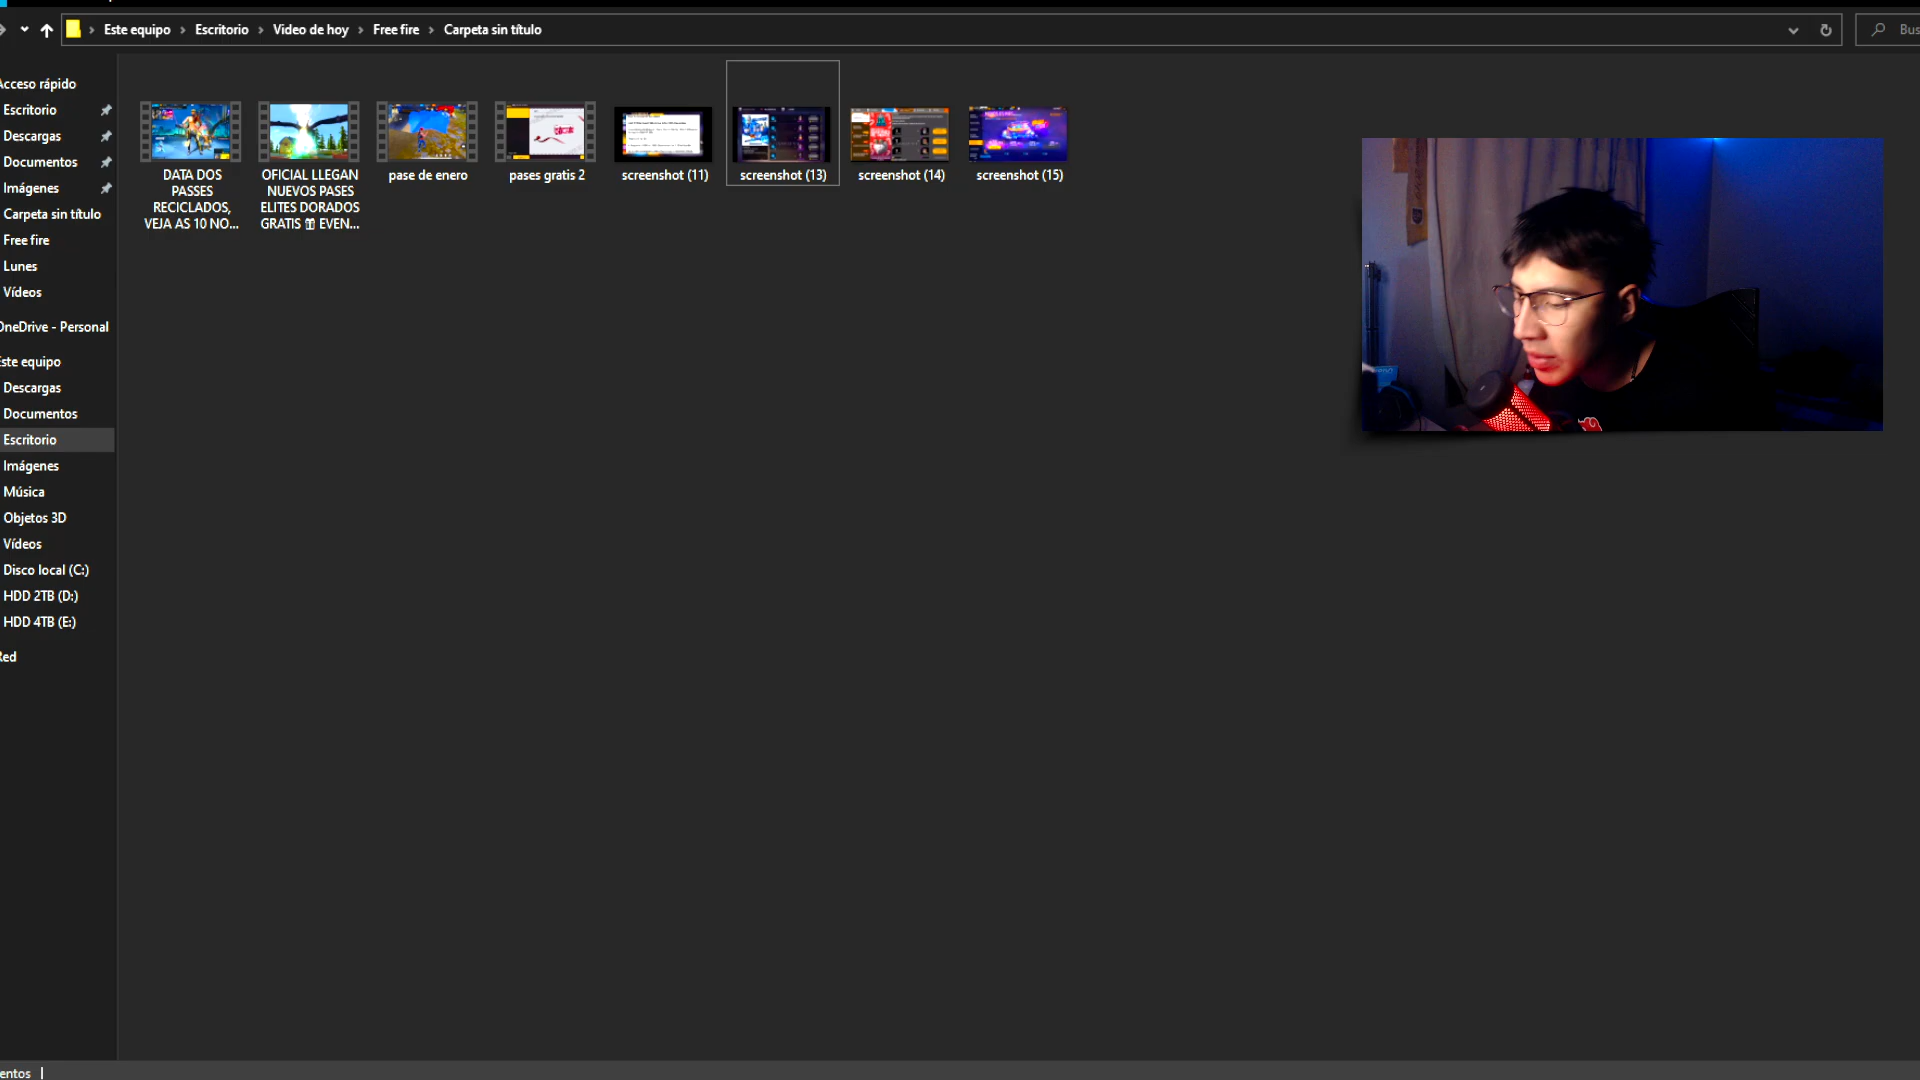 Este equipo > Escritorio > Video de hoy > Free fire > Carpeta sin título
Acceso rápido
Escritorio
Descargas
Documentos
Imágenes
Carpeta sin título
Free fire
Lunes
Vídeos
OneDrive - Personal
Este equipo
Descargas
Documentos
Escritorio
Imágenes
Música
Objetos 3D
Vídeos
Disco local (C:)
HDD 2TB (D:)
HDD 4TB (E:)
Red
DATA DOS
PASSES
RECICLADOS,
VEJA AS 10 NO...
OFICIAL LLEGAN
NUEVOS PASES
ELITES DORADOS
GRATIS 🎁 EVEN...
pase de enero
pases gratis 2
screenshot (11)
screenshot (13)
screenshot (14)
screenshot (15)
Bus
entos